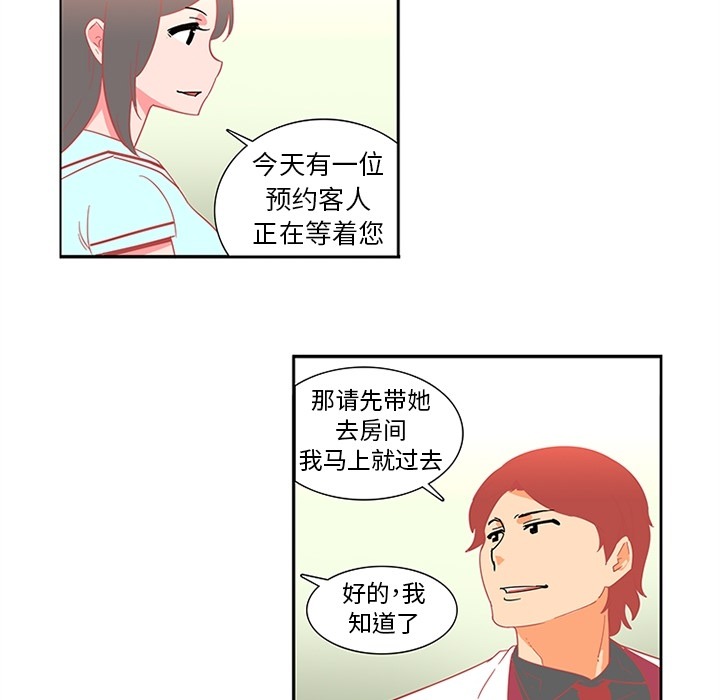 今天有一位
预约客人
正在等着您
那请先带她
去房间
我马上就过去
好的,我
知道了